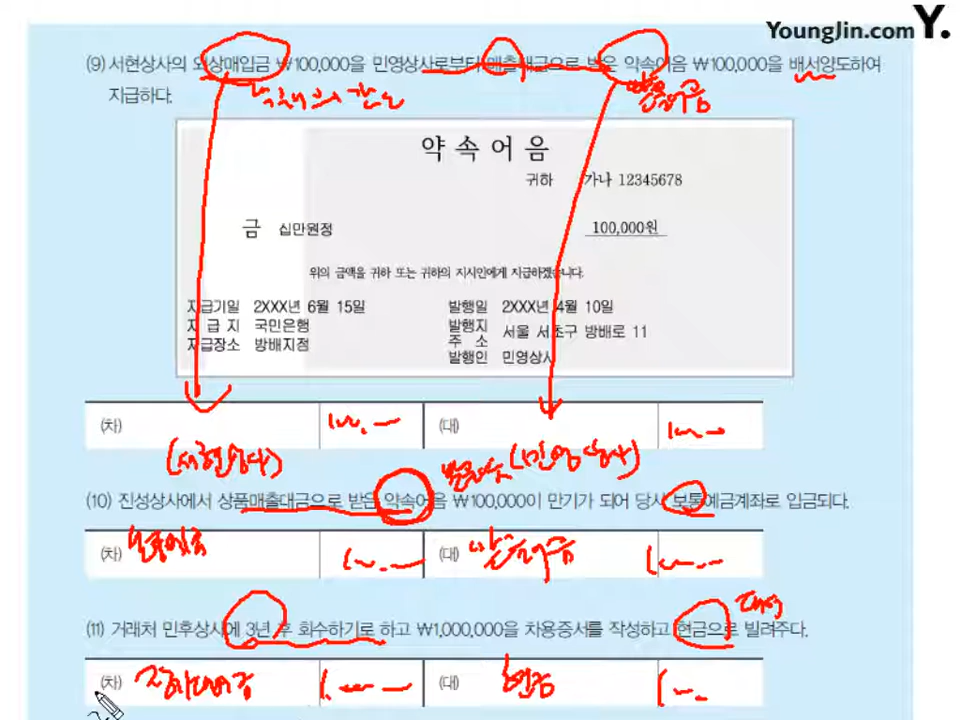 YoungJin.com Y.
(9) 서현상사의 외상매입금 ₩100,000을 민영상사로부터 매출대금으로 받은 약속어음 ₩100,000을 배서양도하여
지급하다.
받을어음
약 속 어 음
귀하 가나 12345678
금 십만원정 100,000원
위의 금액을 귀하 또는 귀하의 지시인에게 지급하겠습니다.
지급기일 2XXX년 6월 15일 발행일 2XXX년 4월 10일
지 급 지 국민은행 발행지 서울 서초구 방배로 11
주 소
지급장소 방배지점 발행인 민영상사
(차) (대)
(서현상사) (민영상사)
(10) 진성상사에서 상품매출대금으로 받은 약속어음 ₩100,000이 만기가 되어 당사 보통예금계좌로 입금되다.
(차) 보통예금 (대) 받을어음
(11) 거래처 민후상사에 3년 후 회수하기로 하고 ₩1,000,000을 차용증서를 작성하고 현금으로 빌려주다.
(차) 장기대여금 (대) 현금